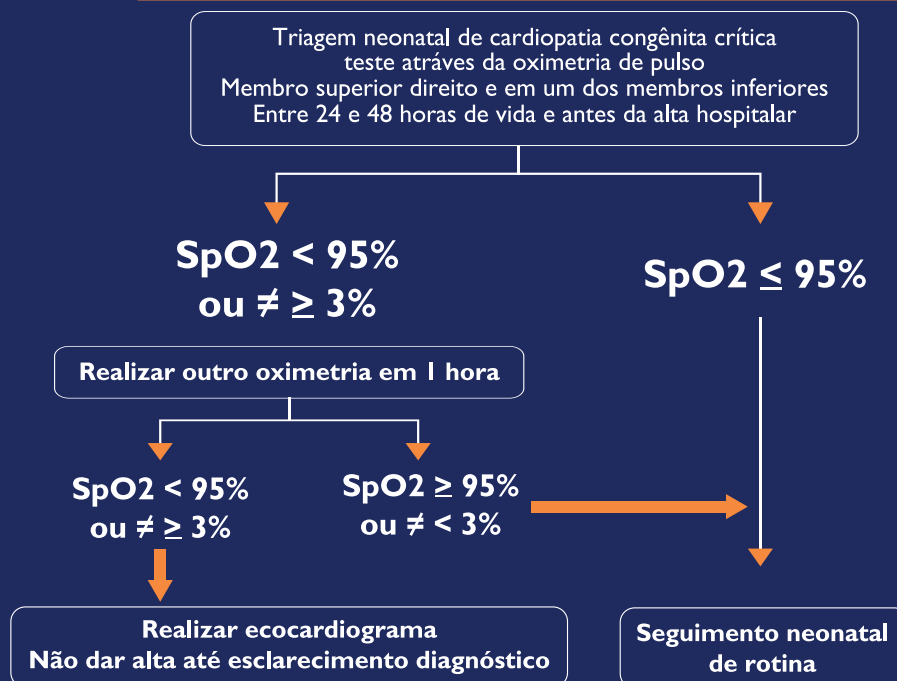 Triagem neonatal de cardiopatia congênita crítica
teste atráves da oximetria de pulso
Membro superior direito e em um dos membros inferiores
Entre 24 e 48 horas de vida e antes da alta hospitalar
SpO2 < 95%
ou ≠ ≥ 3%
SpO2 ≤ 95%
Realizar outro oximetria em 1 hora
SpO2 < 95%
ou ≠ ≥ 3%
SpO2 ≥ 95%
ou ≠ < 3%
Realizar ecocardiograma
Não dar alta até esclarecimento diagnóstico
Seguimento neonatal
de rotina